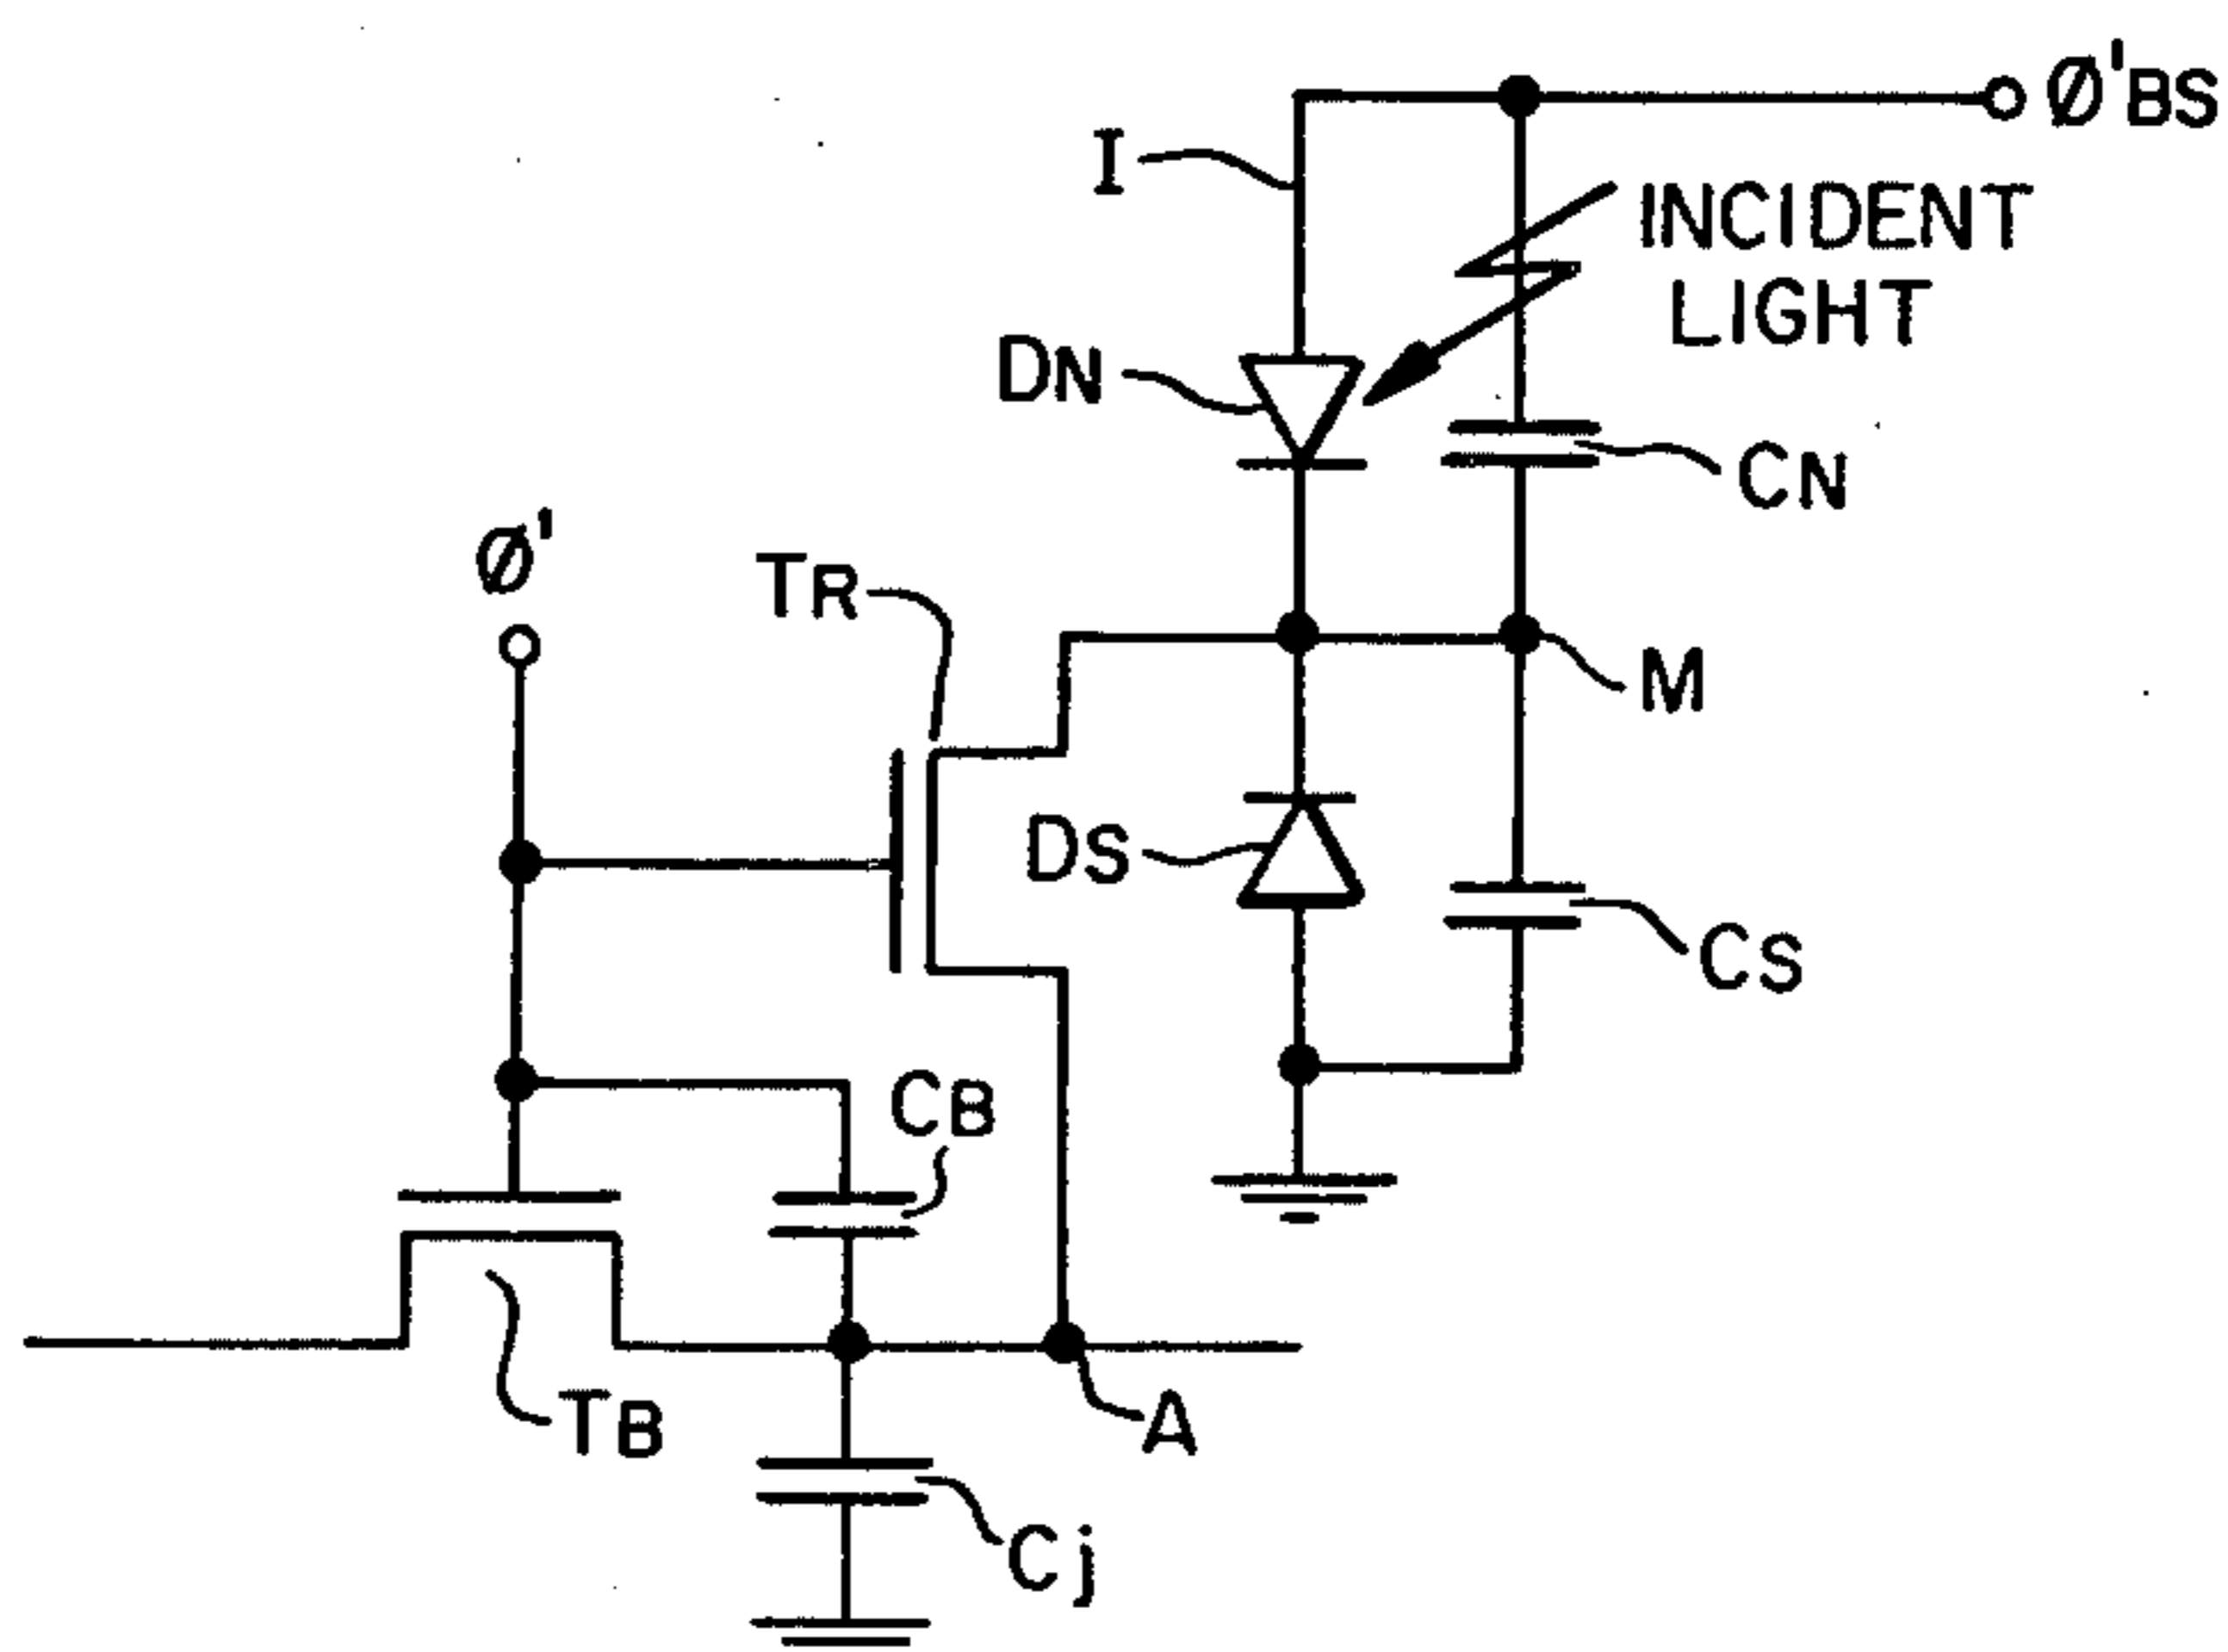 Ø'BS
I
INCIDENT
LIGHT
DN
CN
Ø'
TR
M
DS
CS
CB
TB
A
Cj